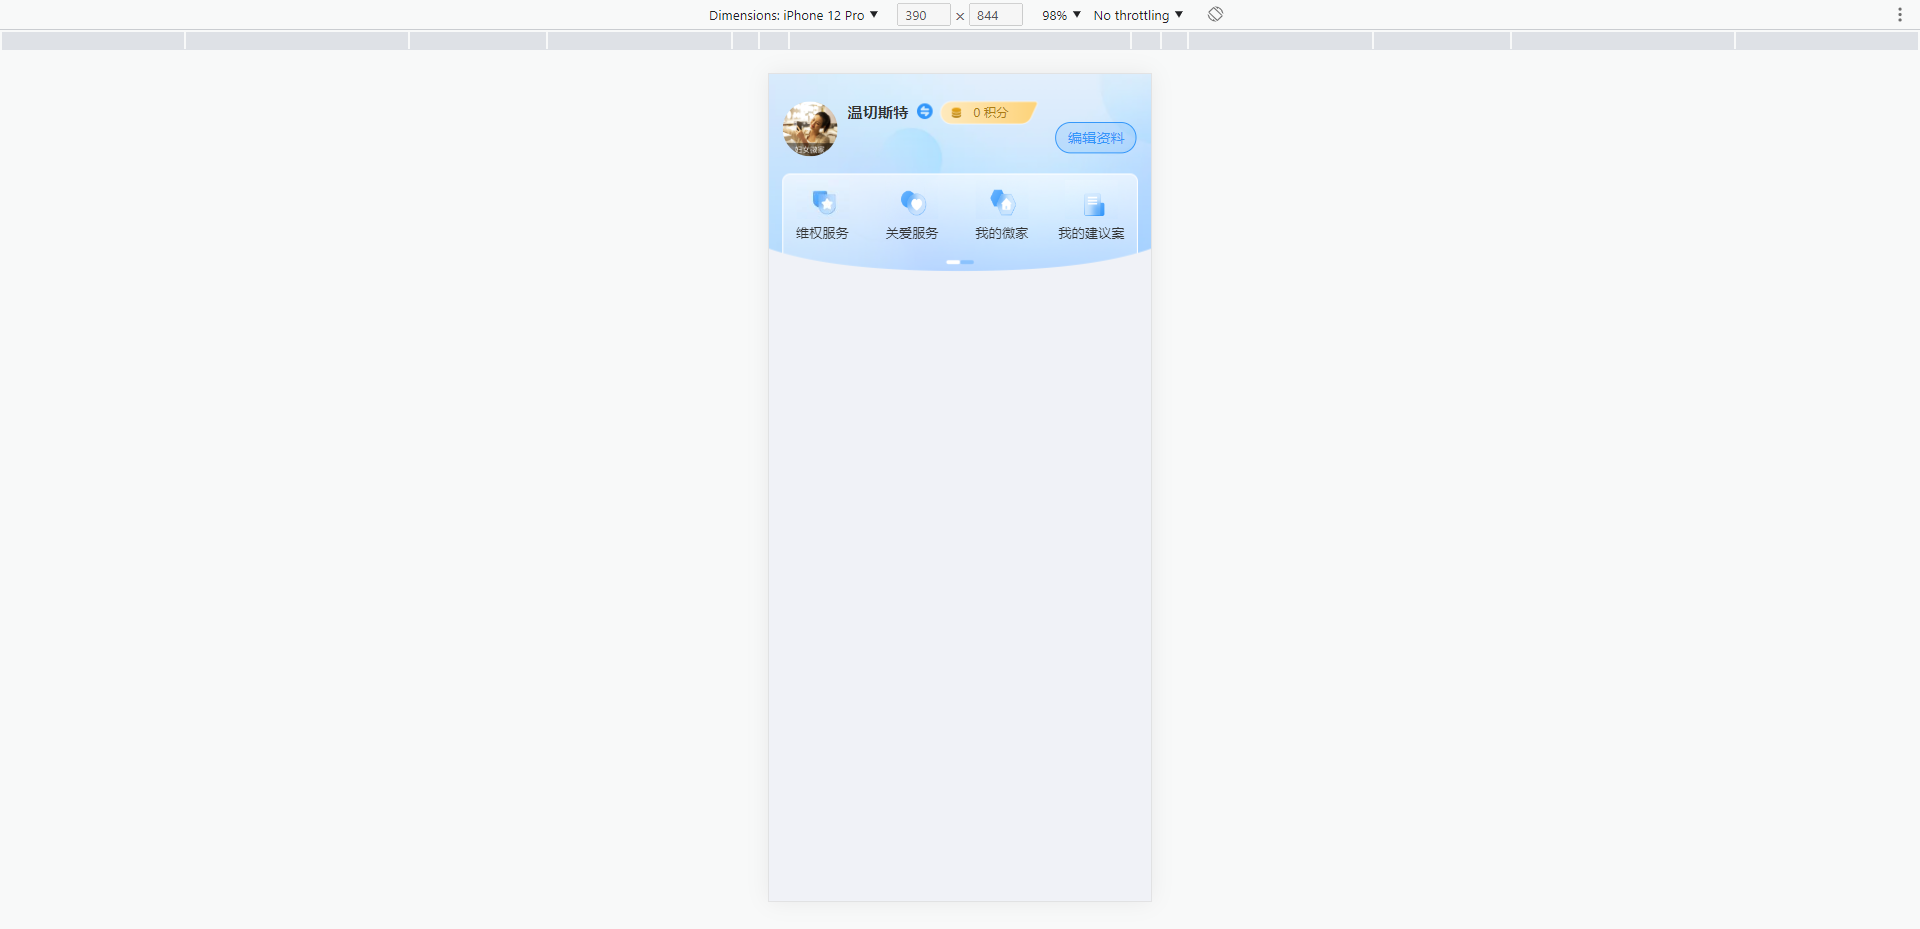 Dimensions: iPhone 12 Pro ▼ 390 × 844 98% ▼ No throttling ▼
温切斯特 0 积分
编辑资料
维权服务 关爱服务 我的微家 我的建议案